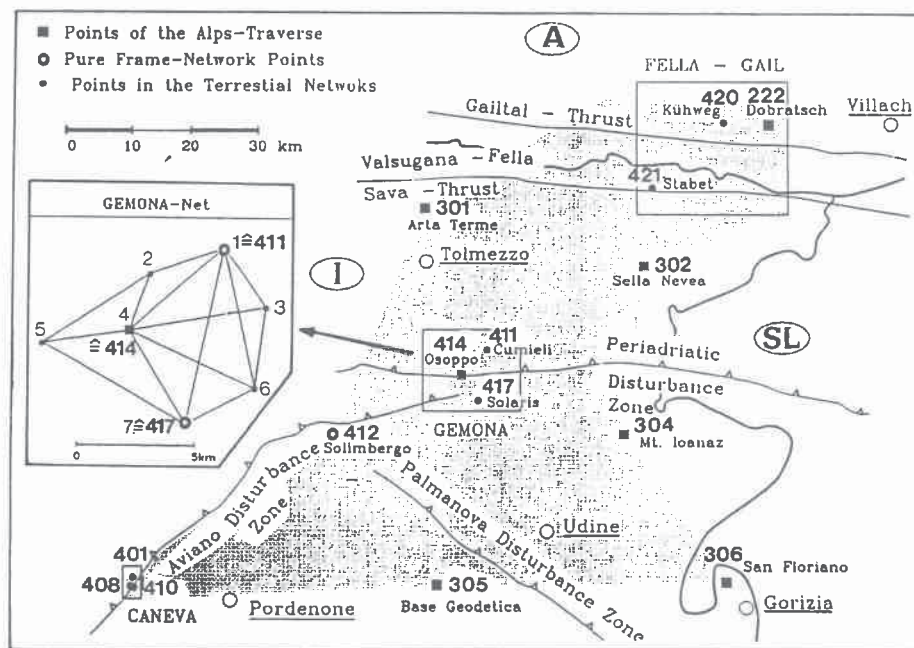 Points of the Alps-Traverse
Pure Frame-Network Points
Points in the Terrestial Netwoks
0 10 20 30 km
A
FELLA - GAIL
420 222
Kühweg Dobratsch
Villach
Gailtal - Thrust
Valsugana - Fella
Sava - Thrust
421
Stabet
301
Arta Terme
Tolmezzo
302
Sella Nevea
I
SL
GEMONA-Net
1≙411
2
3
4
≙414
5
6
7≙417
0 5km
414 411
Osoppo Cumieli
417
Solaris
GEMONA
Periadriatic
Disturbance
Zone
412
Solimbergo
304
Mt. Ioanaz
Aviano Disturbance
Zone
Palmanova Disturbance Zone
Udine
401
408 410
CANEVA
Pordenone
305
Base Geodetica
306
San Floriano
Gorizia